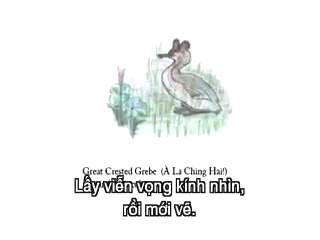 Great Crested Grebe (À La Ching Hai!)
Lấy viễn vọng kính nhìn,
rồi mới vẽ.